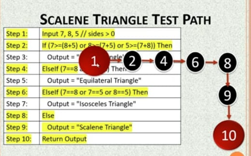 SCALENE TRIANGLE TEST PATH
Step 1: Input 7, 8, 5 // sides > 0
Step 2: If (7>=(8+5) or 8>=(7+5) or 5>=(7+8)) Then
Step 3: Output = "
Step 4: ElseIf (7==8 Then
Step 5: Output = "Equilateral Triangle"
Step 6: ElseIf (7==8 or 7==5 or 8==5) Then
Step 7: Output = "Isosceles Triangle"
Step 8: Else
Step 9: Output = "Scalene Triangle"
Step 10: Return Output
1
2
4
6
8
9
10